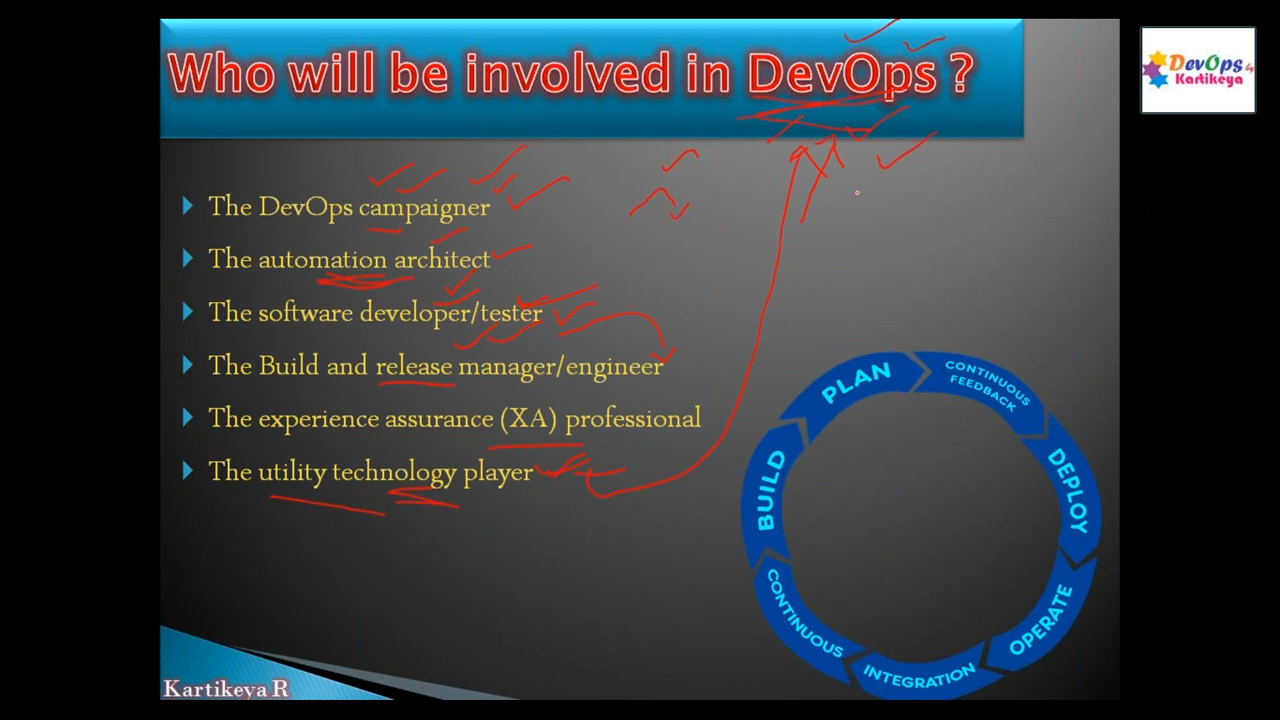 Who will be involved in DevOps ?
DevOps by
Kartikeya
The DevOps campaigner
The automation architect
The software developer/tester
The Build and release manager/engineer
The experience assurance (XA) professional
The utility technology player
PLAN
CONTINUOUS
FEEDBACK
DEPLOY
OPERATE
INTEGRATION
CONTINUOUS
BUILD
Kartikeya R